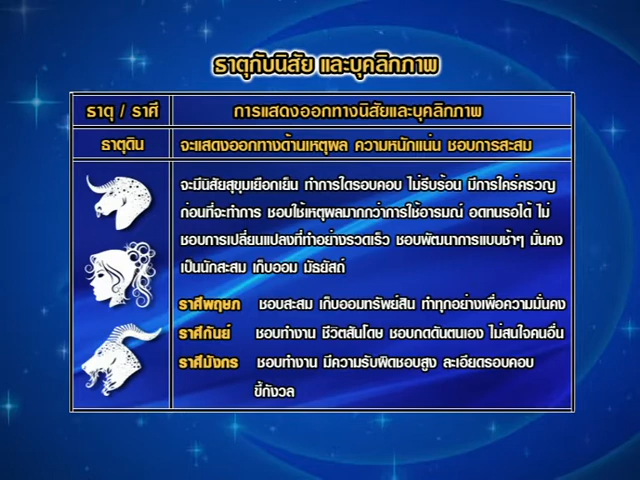 ธาตุกับนิสัย และบุคลิกภาพ
ธาตุ / ราศี การแสดงออกทางนิสัยและบุคลิกภาพ
ธาตุดิน จะแสดงออกทางด้านเหตุผล ความหนักแน่น ชอบการสะสม
จะมีนิสัยสุขุมเยือกเย็น ทำการใดรอบคอบ ไม่รีบร้อน มีการใคร่ครวญ
ก่อนที่จะทำการ ชอบใช้เหตุผลมากกว่าการใช้อารมณ์ อดทนรอได้ ไม่
ชอบการเปลี่ยนแปลงที่ทำอย่างรวดเร็ว ชอบพัฒนาการแบบช้าๆ มั่นคง
เป็นนักสะสม เก็บออม มัธยัสถ์
ราศีพฤษภ ชอบสะสม เก็บออมทรัพย์สิน ทำทุกอย่างเพื่อความมั่นคง
ราศีกันย์ ชอบทำงาน ชีวิตสันโดษ ชอบกดดันตนเอง ไม่สนใจคนอื่น
ราศีมังกร ชอบทำงาน มีความรับผิดชอบสูง ละเอียดรอบคอบ
ขี้กังวล